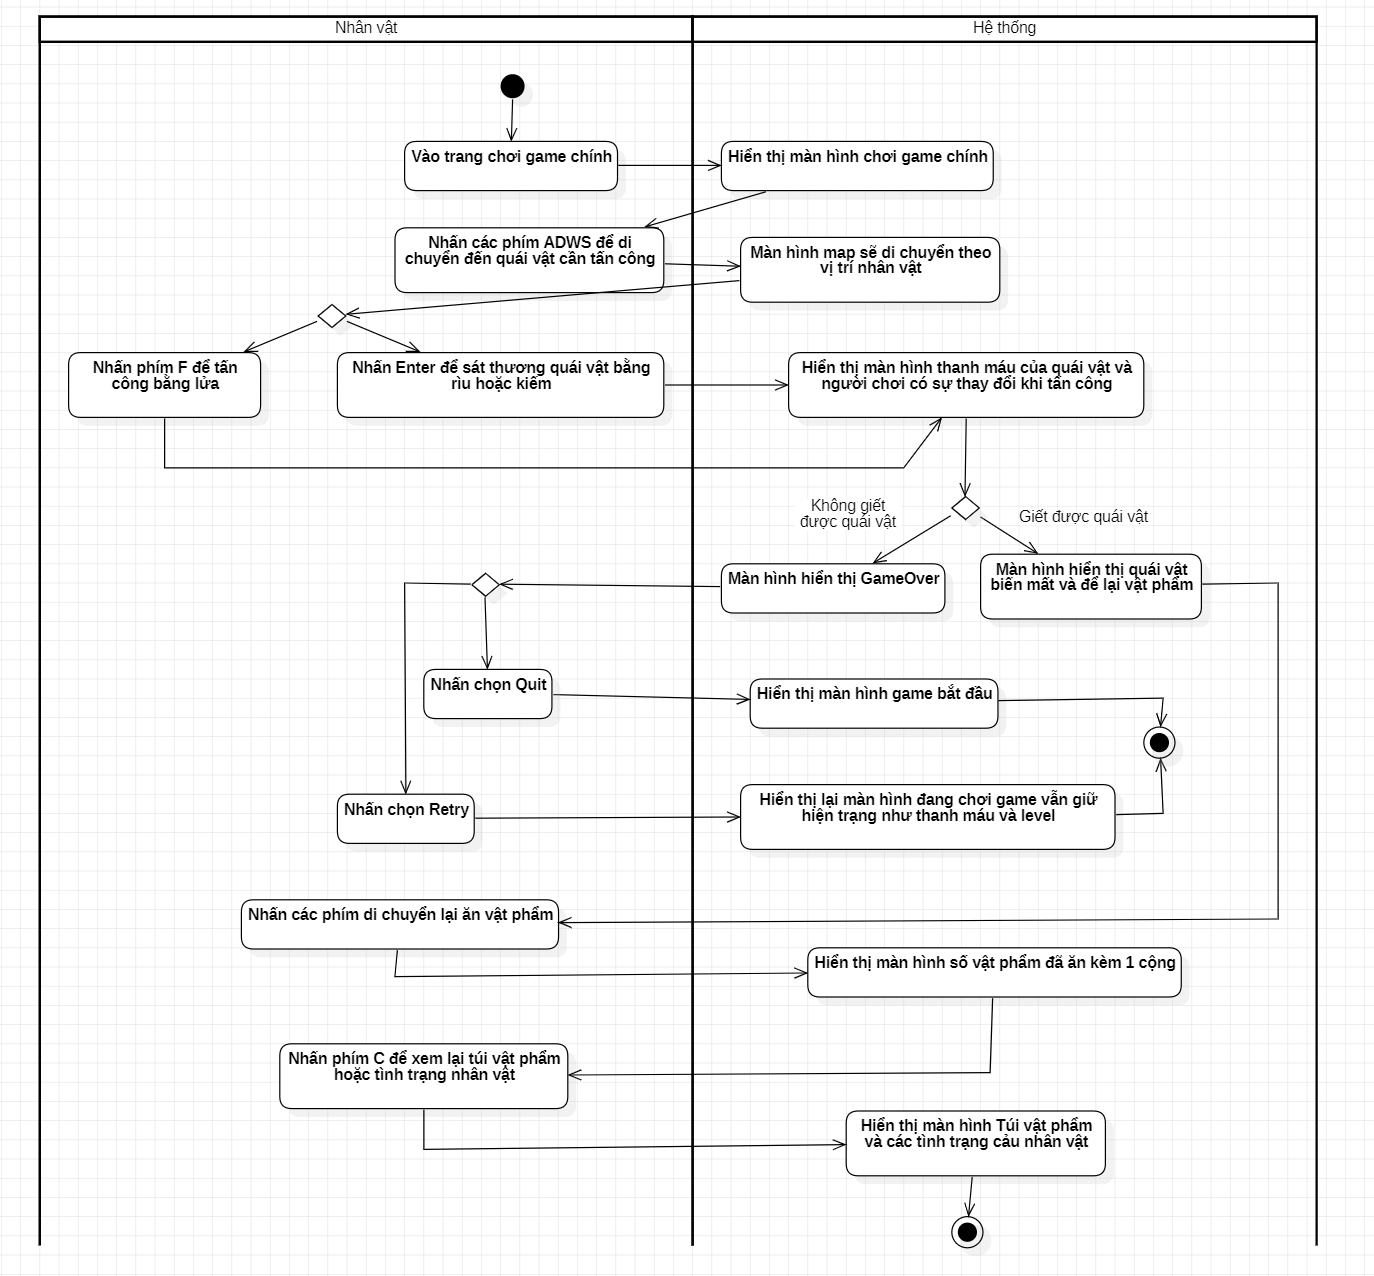 Nhân vật
Hệ thống
Vào trang chơi game chính
Hiển thị màn hình chơi game chính
Nhấn các phím ADWS để di
chuyển đến quái vật cần tấn công
Màn hình map sẽ di chuyển theo
vị trí nhân vật
Nhấn phím F để tấn
công bằng lửa
Nhấn Enter để sát thương quái vật bằng
rìu hoặc kiếm
Hiển thị màn hình thanh máu của quái vật và
người chơi có sự thay đổi khi tấn công
Không giết
được quái vật
Giết được quái vật
Màn hình hiển thị GameOver
Màn hình hiển thị quái vật
biến mất và để lại vật phẩm
Nhấn chọn Quit
Hiển thị màn hình game bắt đầu
Nhấn chọn Retry
Hiển thị lại màn hình đang chơi game vẫn giữ
hiện trạng như thanh máu và level
Nhấn các phím di chuyển lại ăn vật phẩm
Hiển thị màn hình số vật phẩm đã ăn kèm 1 cộng
Nhấn phím C để xem lại túi vật phẩm
hoặc tình trạng nhân vật
Hiển thị màn hình Túi vật phẩm
và các tình trạng cảu nhân vật